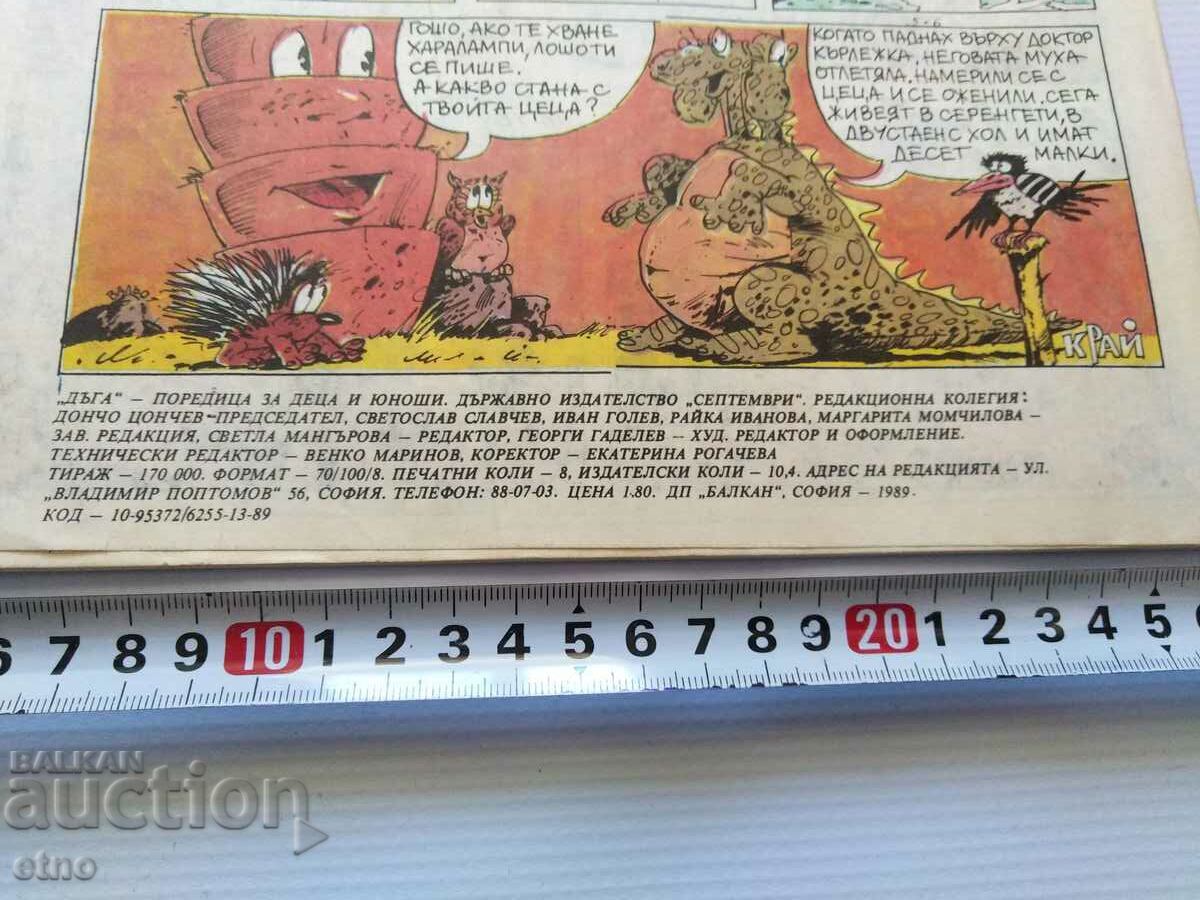 5-6
ГОШО, АКО ТЕ ХВАНЕ
ХАРАЛАМПИ, ЛОШО ТИ
СЕ ПИШЕ.
А КАКВО СТАНА С
ТВОЙТА ЦЕЦА?
КОГАТО ПАДНАХ ВЪРХУ ДОКТОР
КЪРЛЕЖКА, НЕГОВАТА МУХА
ОТЛЕТЯЛА, НАМЕРИЛИ СЕ С
ЦЕЦА И СЕ ОЖЕНИЛИ. СЕГА
ЖИВЕЯТ В СЕРЕНГЕТИ, В
ДВУСТАЕН С ХОЛ И ИМАТ
ДЕСЕТ МАЛКИ.
КРАЙ
„ДЪГА“ — ПОРЕДИЦА ЗА ДЕЦА И ЮНОШИ. ДЪРЖАВНО ИЗДАТЕЛСТВО „СЕПТЕМВРИ“. РЕДАКЦИОННА КОЛЕГИЯ:
ДОНЧО ЦОНЧЕВ—ПРЕДСЕДАТЕЛ, СВЕТОСЛАВ СЛАВЧЕВ, ИВАН ГОЛЕВ, РАЙКА ИВАНОВА, МАРГАРИТА МОМЧИЛОВА —
ЗАВ. РЕДАКЦИЯ, СВЕТЛА МАНГЪРОВА — РЕДАКТОР, ГЕОРГИ ГАДЕЛЕВ — ХУД. РЕДАКТОР И ОФОРМЛЕНИЕ.
ТЕХНИЧЕСКИ РЕДАКТОР — ВЕНКО МАРИНОВ, КОРЕКТОР — ЕКАТЕРИНА РОГАЧЕВА
ТИРАЖ — 170 000. ФОРМАТ — 70/100/8. ПЕЧАТНИ КОЛИ — 8, ИЗДАТЕЛСКИ КОЛИ — 10,4. АДРЕС НА РЕДАКЦИЯТА — УЛ.
„ВЛАДИМИР ПОПТОМОВ“ 56, СОФИЯ. ТЕЛЕФОН: 88-07-03. ЦЕНА 1.80. ДП „БАЛКАН“, СОФИЯ — 1989.
КОД — 10-95372/6255-13-89
6 7 8 9 10 1 2 3 4 5 6 7 8 9 20 1 2 3 4 5
BALKAN
auction
etno